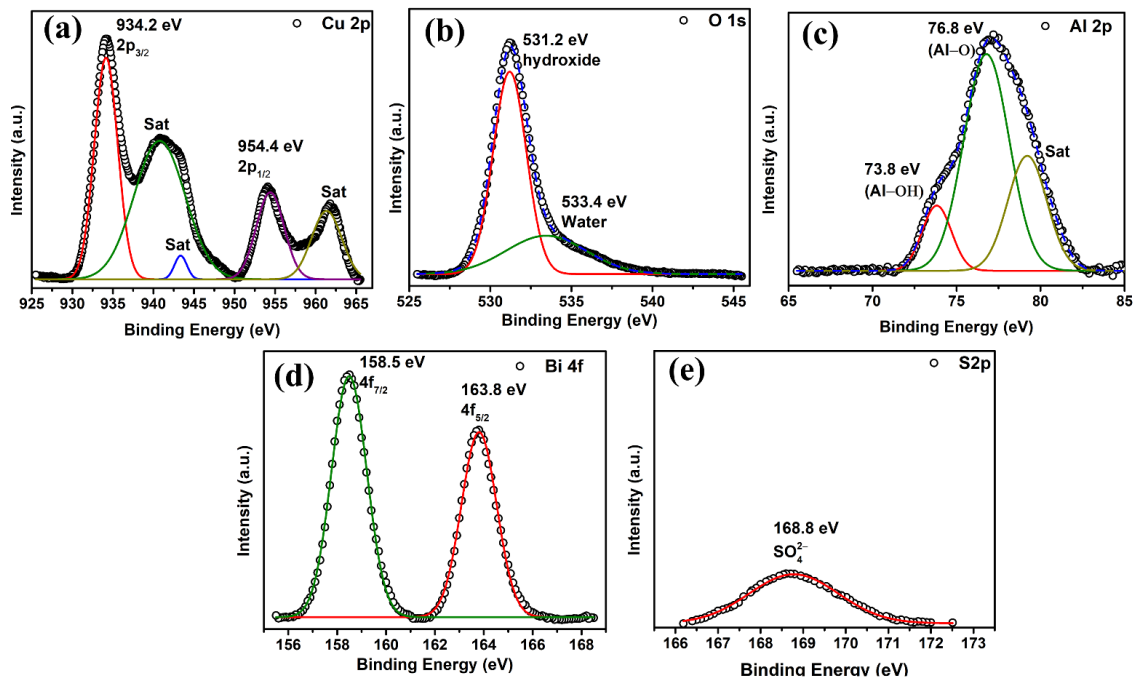 (a)
934.2 eV
2p3/2
Cu 2p
Sat
Sat
954.4 eV
2p1/2
Sat
Intensity (a.u.)
925 930 935 940 945 950 955 960 965
Binding Energy (eV)
(b)
O 1s
531.2 eV
hydroxide
533.4 eV
Water
Intensity (a.u.)
525 530 535 540 545
Binding Energy (eV)
(c)
76.8 eV
(Al–O)
Al 2p
73.8 eV
(Al–OH)
Sat
Intensity (a.u.)
65 70 75 80 85
Binding Energy (eV)
(d)
158.5 eV
4f7/2
Bi 4f
163.8 eV
4f5/2
Intensity (a.u.)
156 158 160 162 164 166 168
Binding Energy (eV)
(e)
S2p
168.8 eV
SO42−
Intensity (a.u.)
166 167 168 169 170 171 172 173
Binding Energy (eV)